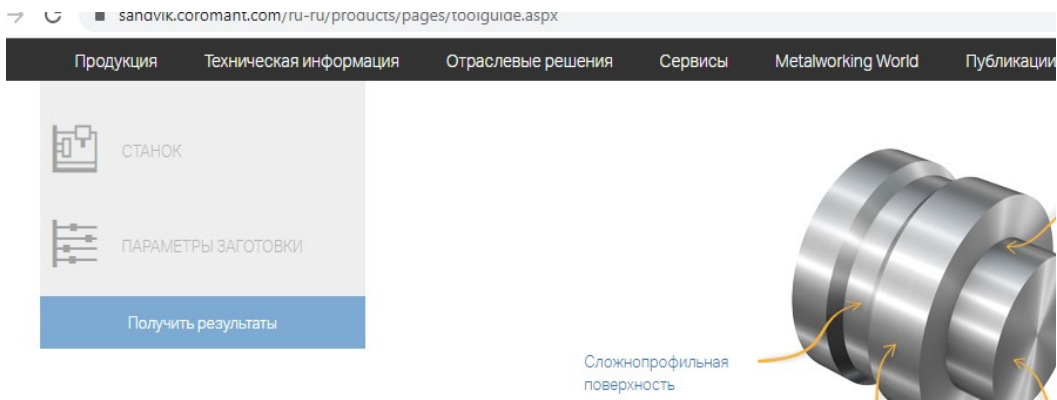 sandvik.coromant.com/ru-ru/products/pages/toolguide.aspx
Продукция Техническая информация Отраслевые решения Сервисы Metalworking World Публикации
СТАНОК
ПАРАМЕТРЫ ЗАГОТОВКИ
Получить результаты
Сложнопрофильная
поверхность